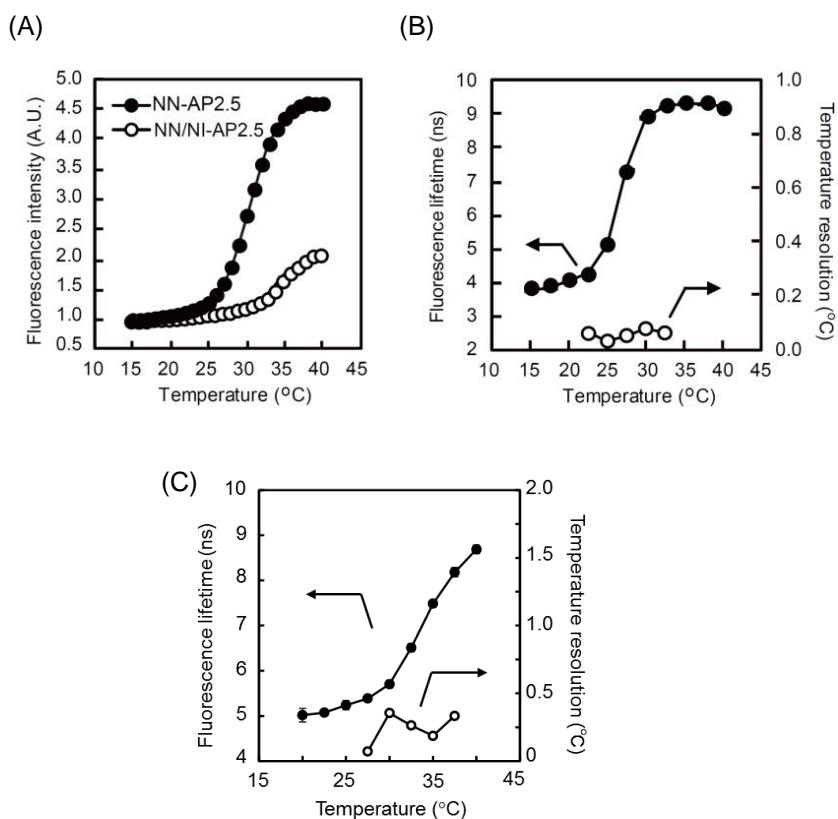 (A)
5.0
4.5
4.0
3.5
3.0
2.5
2.0
1.5
1.0
0.5
Fluorescence intensity (A.U.)
NN-AP2.5
NN/NI-AP2.5
10 15 20 25 30 35 40 45
Temperature (°C)
(B)
10
9
8
7
6
5
4
3
2
Fluorescence lifetime (ns)
1.0
0.8
0.6
0.4
0.2
0.0
Temperature resolution (°C)
10 15 20 25 30 35 40 45
Temperature (°C)
(C)
10
9
8
7
6
5
4
Fluorescence lifetime (ns)
2.0
1.5
1.0
0.5
0
Temperature resolution (°C)
15 25 35 45
Temperature (°C)